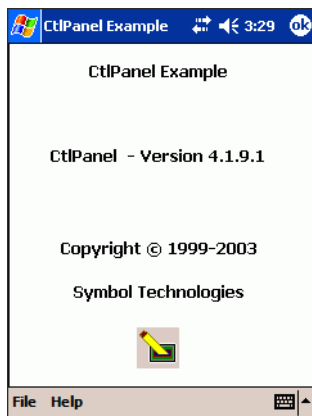 CtlPanel Example 3:29 ok
CtlPanel Example
CtlPanel - Version 4.1.9.1
Copyright © 1999-2003
Symbol Technologies
File Help